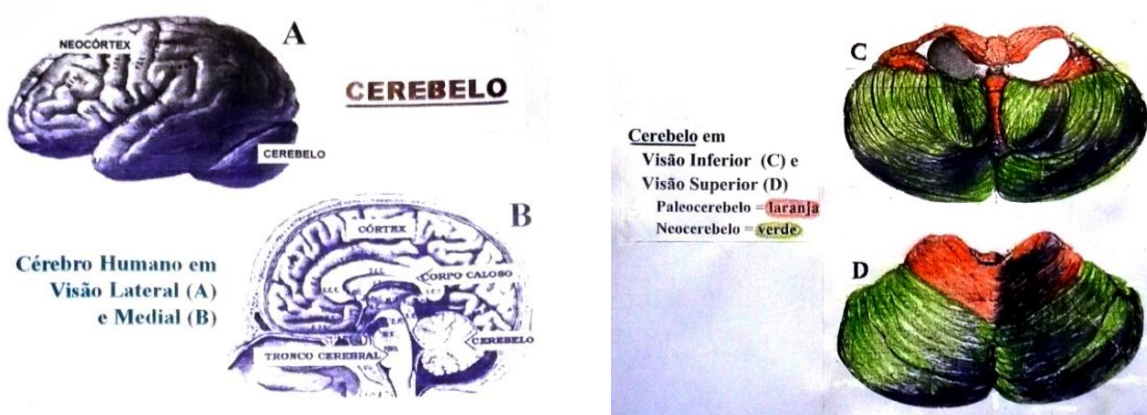 NEOCÓRTEX
A
CEREBELO
CEREBELO
B
CÓRTEX
CORPO CALOSO
Cérebro Humano em
Visão Lateral (A)
e Medial (B)
CEREBELO
TRONCO CEREBRAL
C
Cerebelo em
Visão Inferior (C) e
Visão Superior (D)
Paleocerebelo = laranja
Neocerebelo = verde
D